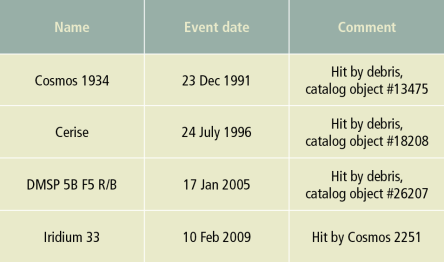 Name Event date Comment
Cosmos 1934 23 Dec 1991 Hit by debris,
catalog object #13475
Cerise 24 July 1996 Hit by debris,
catalog object #18208
DMSP 5B F5 R/B 17 Jan 2005 Hit by debris,
catalog object #26207
Iridium 33 10 Feb 2009 Hit by Cosmos 2251